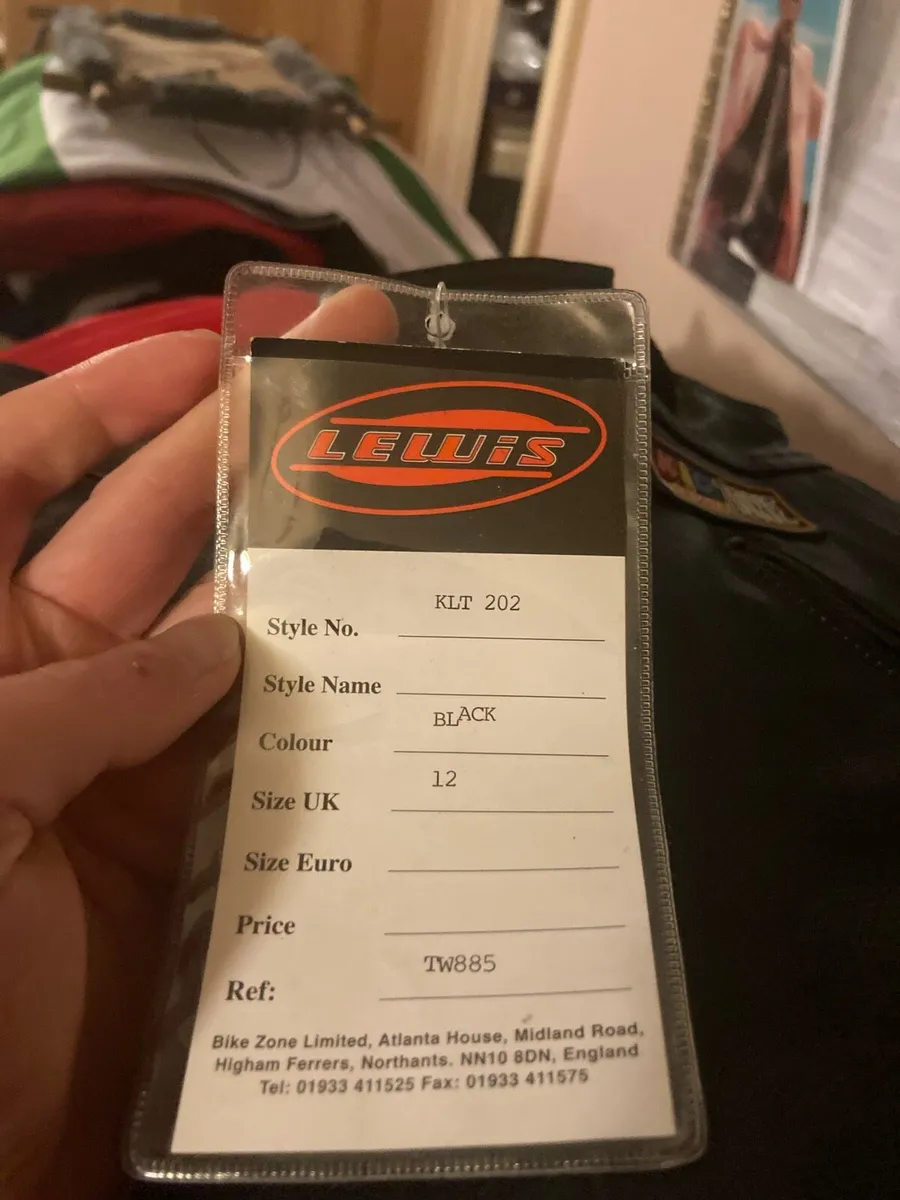 LEWiS
Style No. KLT 202
Style Name
Colour BLACK
Size UK 12
Size Euro
Price
Ref: TW885
Bike Zone Limited, Atlanta House, Midland Road,
Higham Ferrers, Northants. NN10 8DN, England
Tel: 01933 411525 Fax: 01933 411575